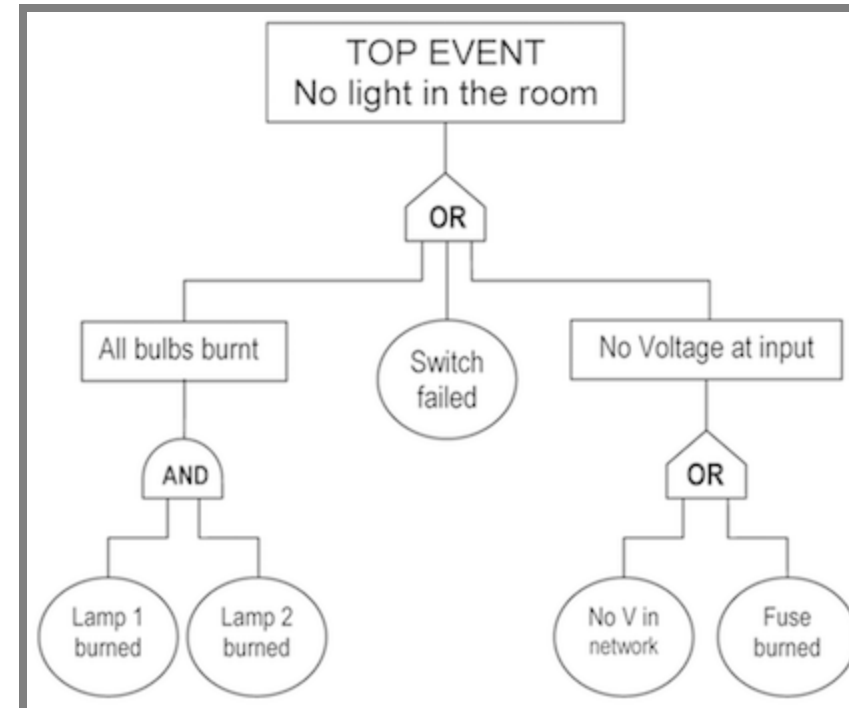 TOP EVENT
No light in the room
OR
All bulbs burnt
Switch
failed
No Voltage at input
AND
OR
Lamp 1
burned
Lamp 2
burned
No V in
network
Fuse
burned